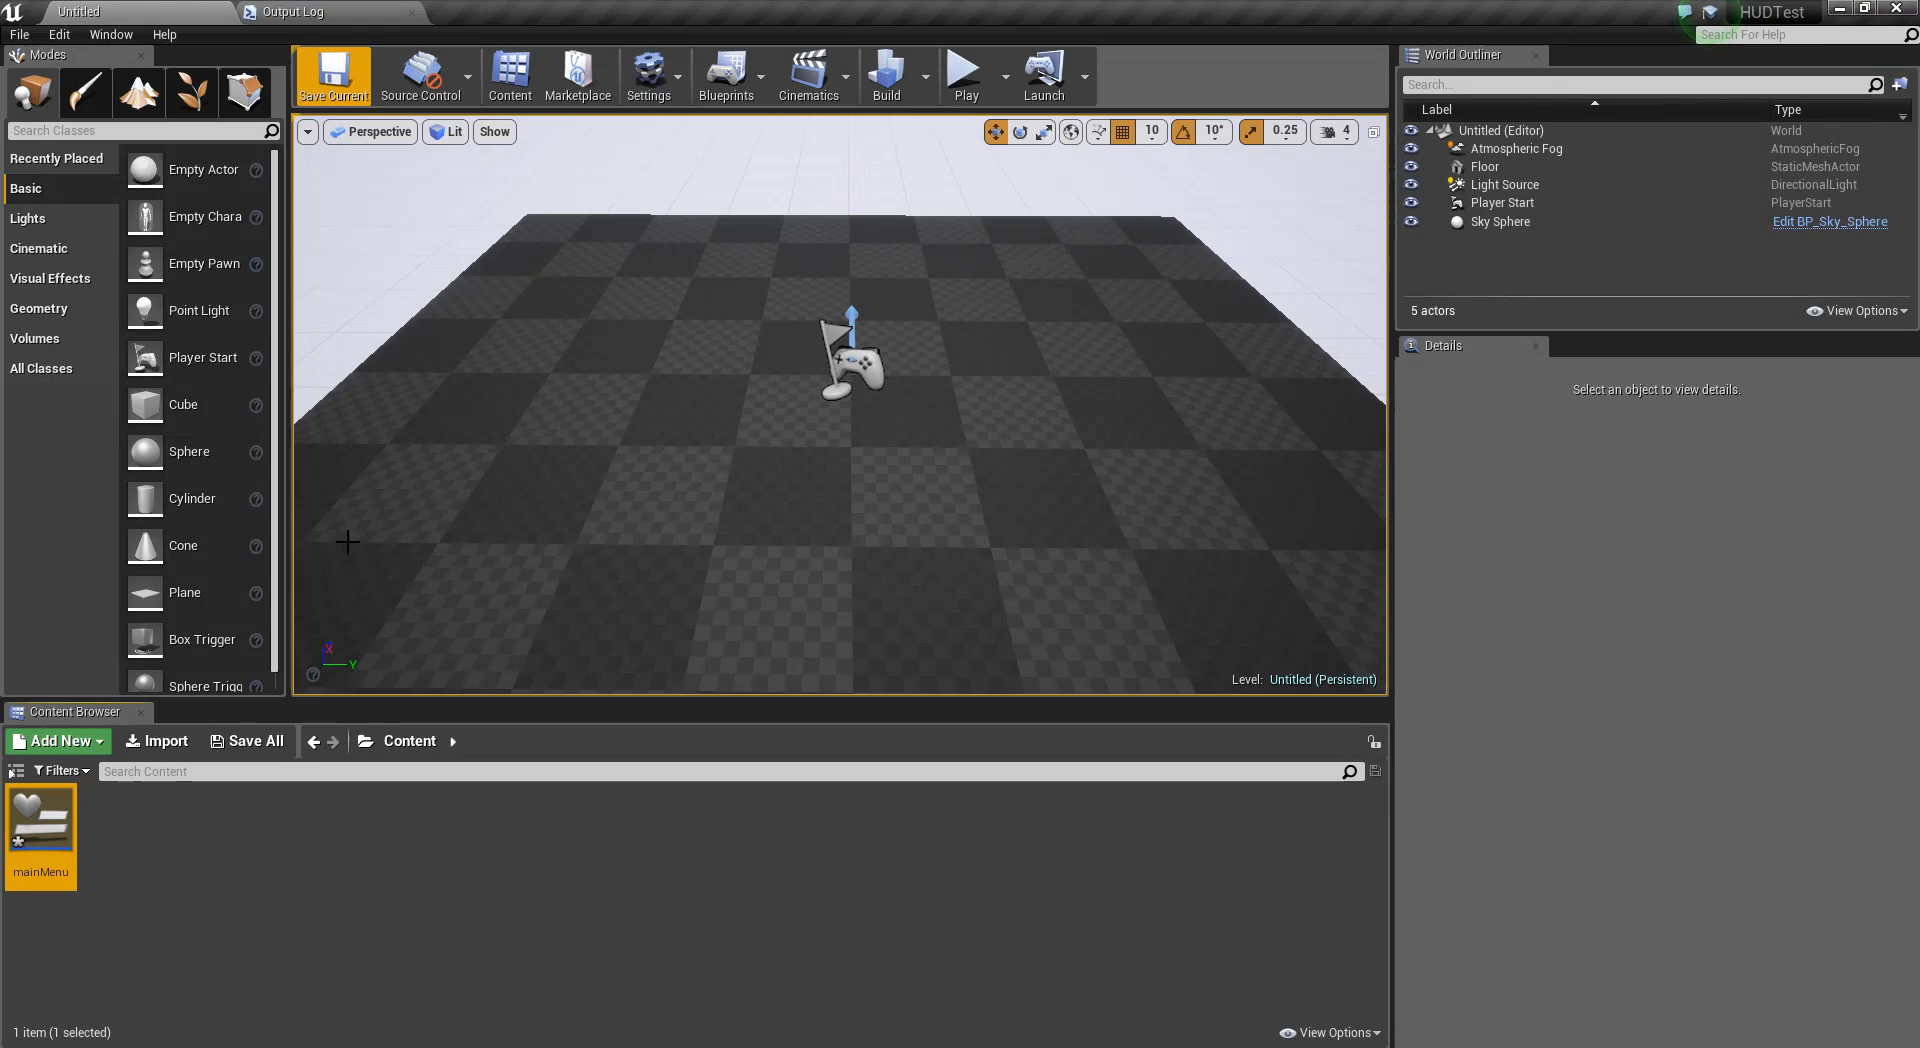 Untitled
Output Log
HUDTest
File Edit Window Help
Search For Help
Modes
Save Current
Source Control
Content
Marketplace
Settings
Blueprints
Cinematics
Build
Play
Launch
Search Classes
Recently Placed
Basic
Lights
Cinematic
Visual Effects
Geometry
Volumes
All Classes
Empty Actor
Empty Chara
Empty Pawn
Point Light
Player Start
Cube
Sphere
Cylinder
Cone
Plane
Box Trigger
Sphere Trigg
Perspective
Lit
Show
10
10°
0.25
4
X
Y
Level: Untitled (Persistent)
World Outliner
Search...
Label Type
Untitled (Editor) World
Atmospheric Fog AtmosphericFog
Floor StaticMeshActor
Light Source DirectionalLight
Player Start PlayerStart
Sky Sphere Edit BP_Sky_Sphere
5 actors
View Options
Details
Select an object to view details.
Content Browser
Add New
Import
Save All
Content
Filters
Search Content
mainMenu
1 item (1 selected)
View Options